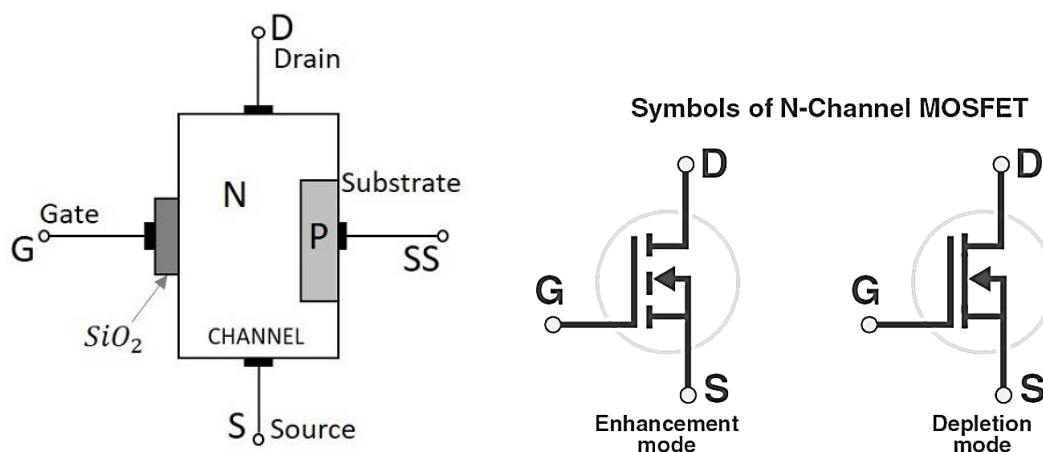 D
Drain
N
Substrate
Gate
G
P
SS
SiO2
CHANNEL
S
Source
Symbols of N-Channel MOSFET
D
G
S
Enhancement
mode
D
G
S
Depletion
mode